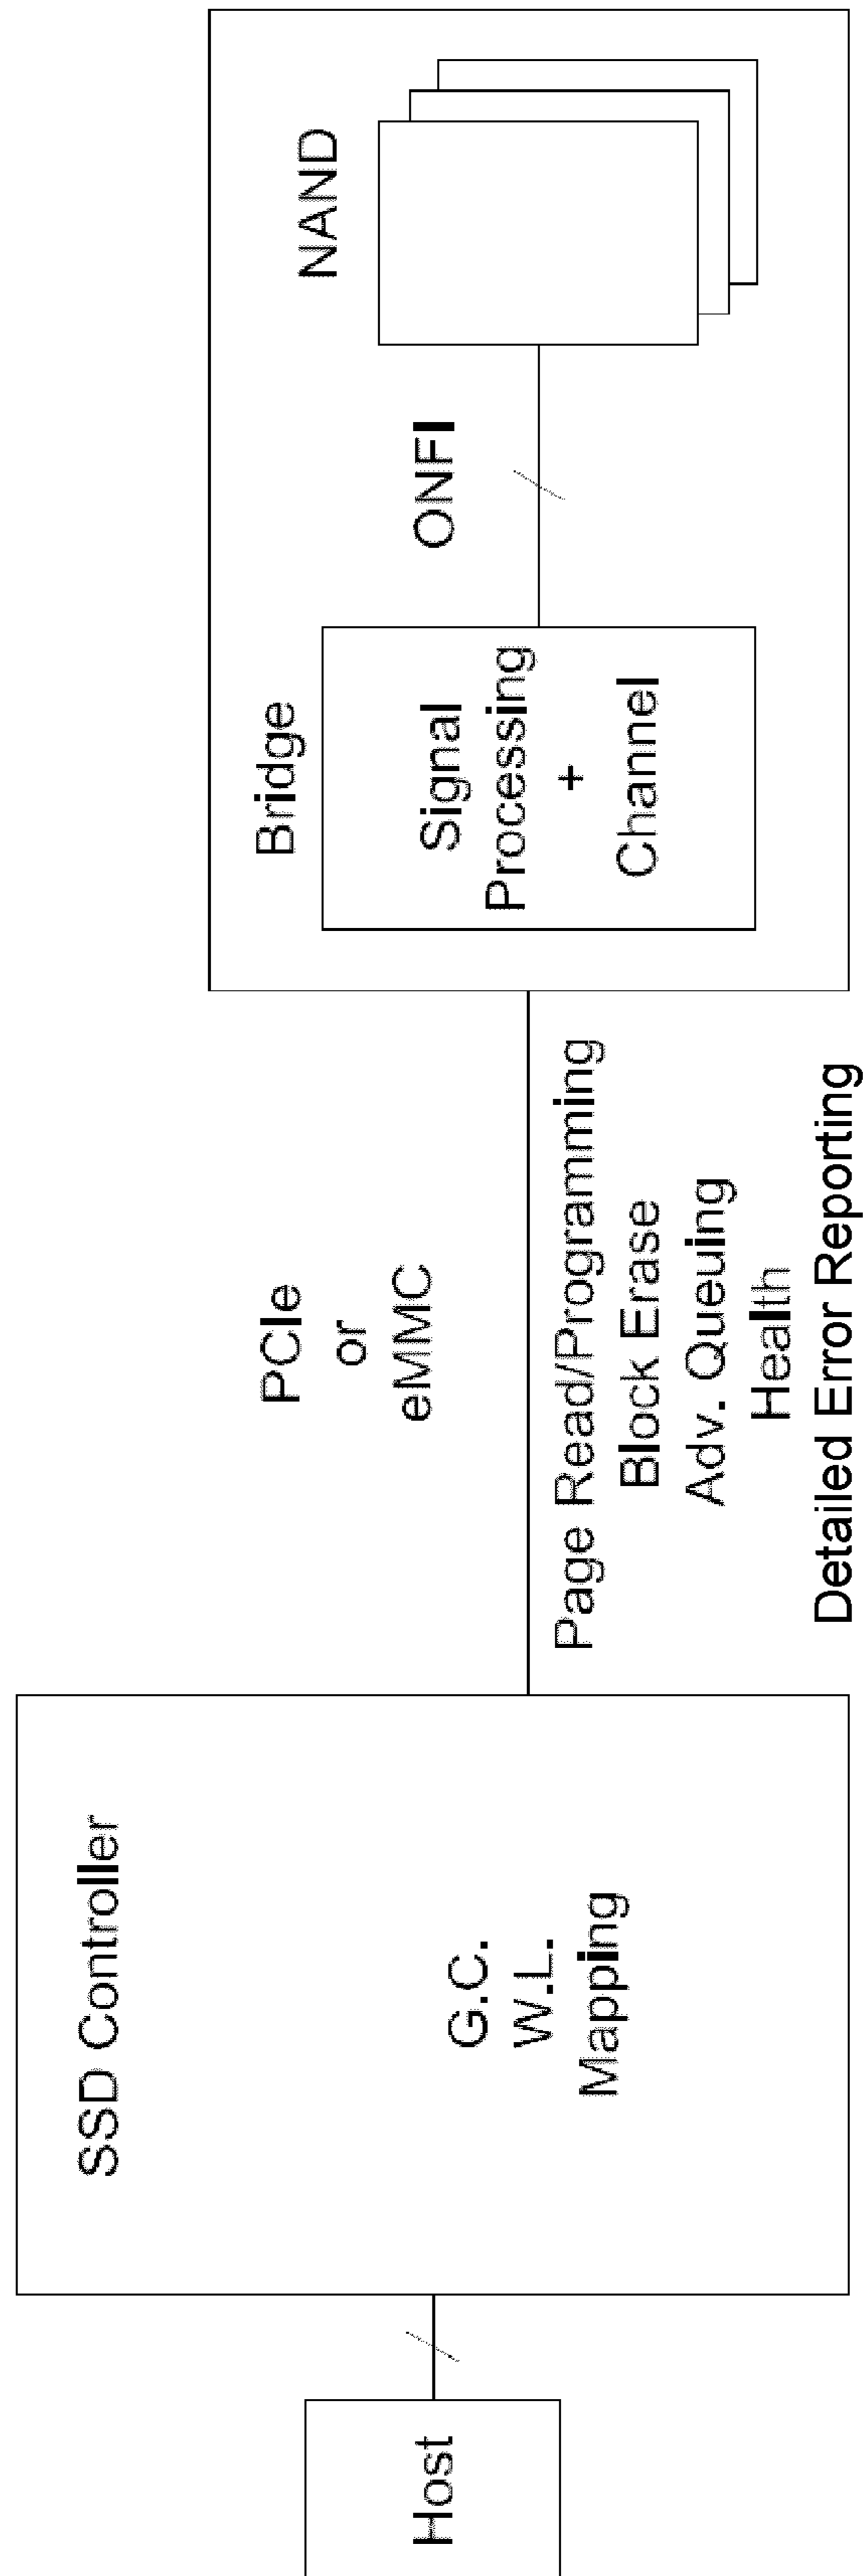 Host
SSD Controller
G.C.
W.L.
Mapping
PCIe
or
eMMC
Page Read/Programming
Block Erase
Adv. Queuing
Health
Detailed Error Reporting
Bridge
Signal
Processing
+
Channel
ONFI
NAND